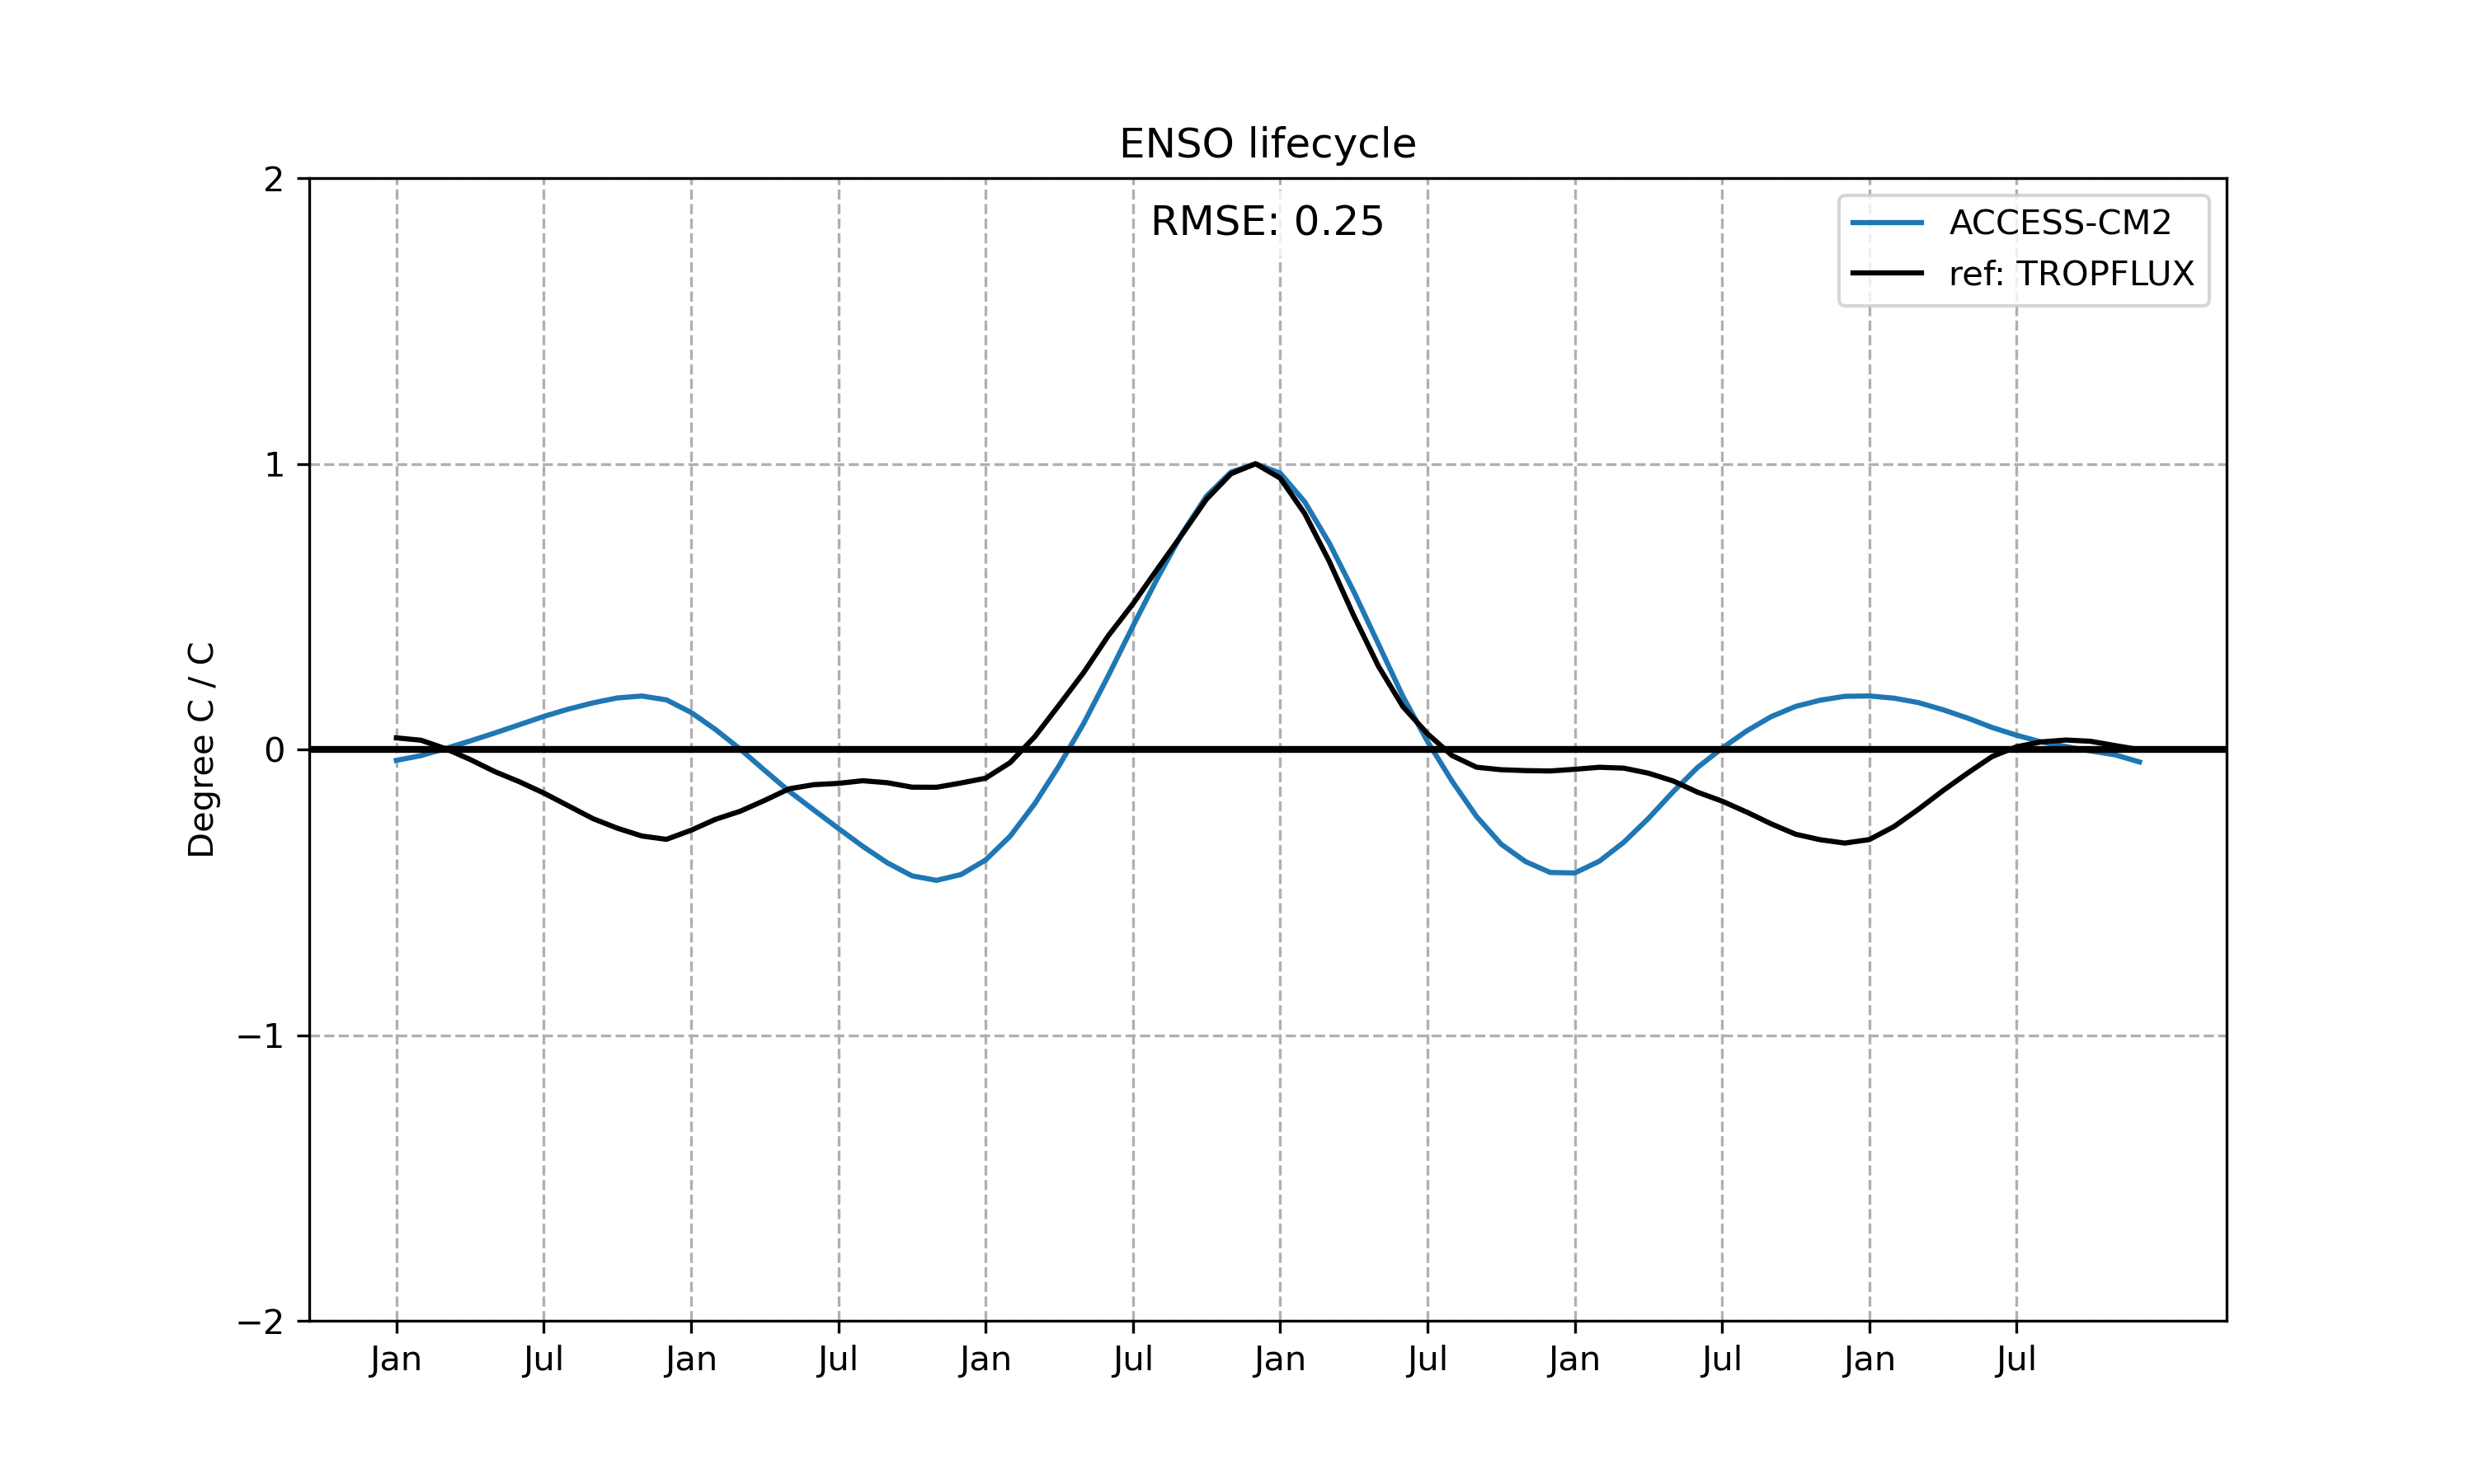 ENSO lifecycle
RMSE: 0.25
ACCESS-CM2
ref: TROPFLUX
Degree C / C
2
1
0
−1
−2
Jan Jul Jan Jul Jan Jul Jan Jul Jan Jul Jan Jul